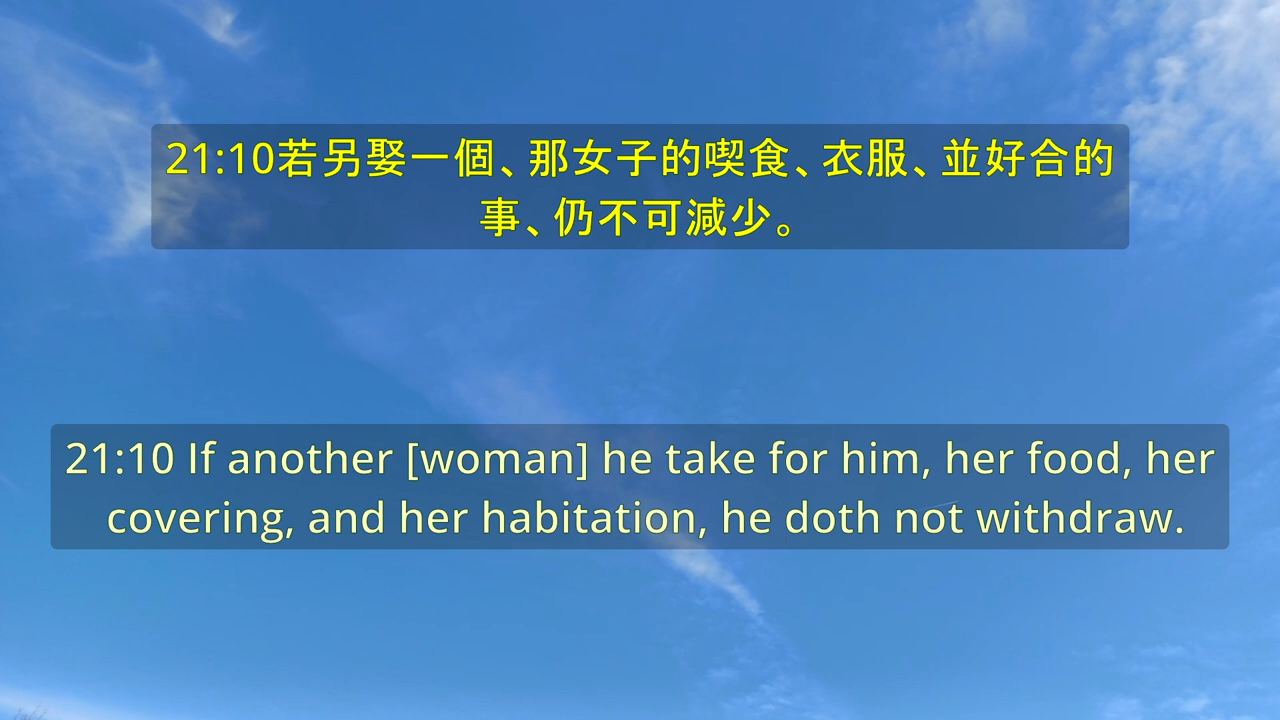 21:10若另娶一個、那女子的喫食、衣服、並好合的
事、仍不可減少。
21:10 If another [woman] he take for him, her food, her
covering, and her habitation, he doth not withdraw.